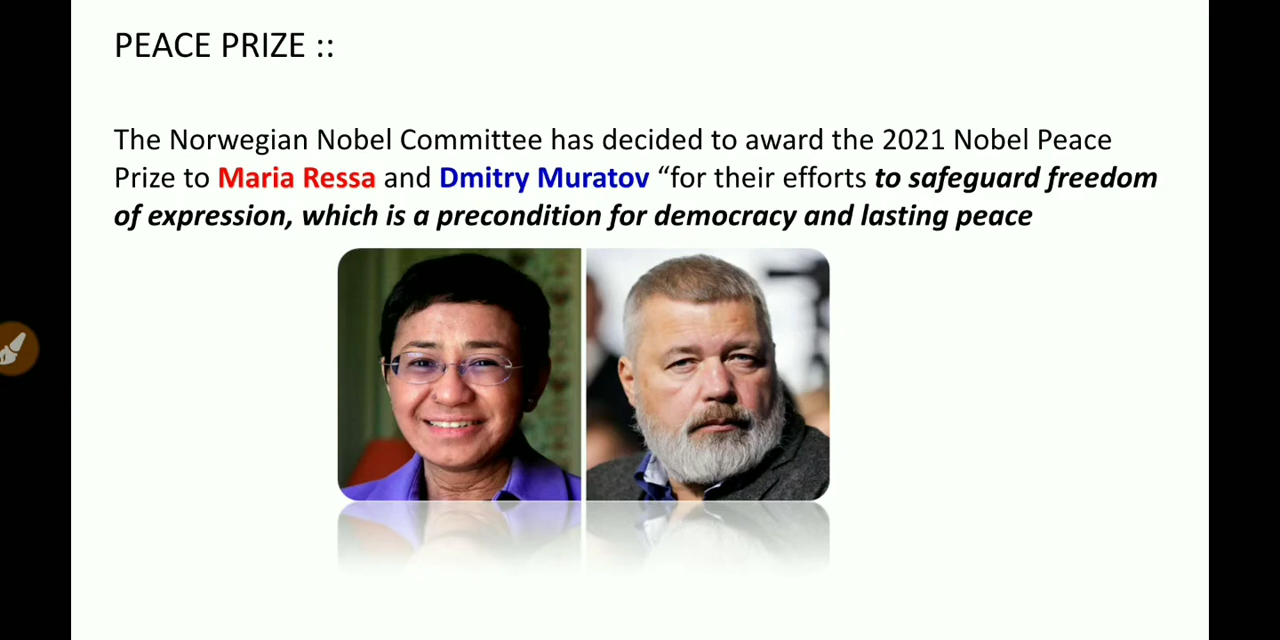 PEACE PRIZE ::
The Norwegian Nobel Committee has decided to award the 2021 Nobel Peace
Prize to Maria Ressa and Dmitry Muratov “for their efforts to safeguard freedom
of expression, which is a precondition for democracy and lasting peace